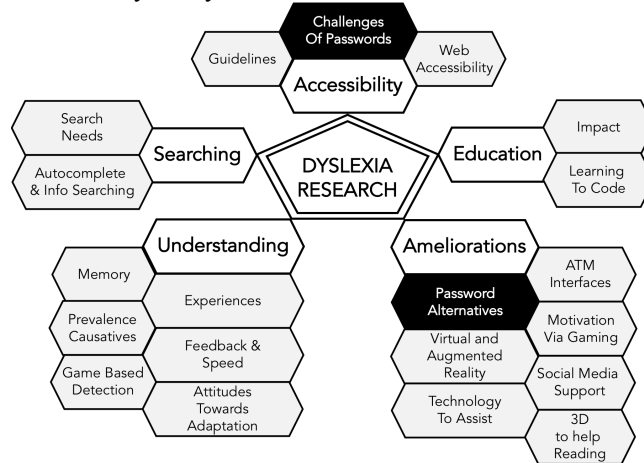 Challenges
Of Passwords
Guidelines
Web
Accessibility
Accessibility
Search
Needs
Autocomplete
& Info Searching
Searching
DYSLEXIA
RESEARCH
Education
Impact
Learning
To Code
Understanding
Memory
Experiences
Prevalence
Causatives
Feedback &
Speed
Game Based
Detection
Attitudes
Towards
Adaptation
Ameliorations
ATM
Interfaces
Password
Alternatives
Motivation
Via Gaming
Virtual and
Augmented
Reality
Social Media
Support
Technology
To Assist
3D
to help
Reading